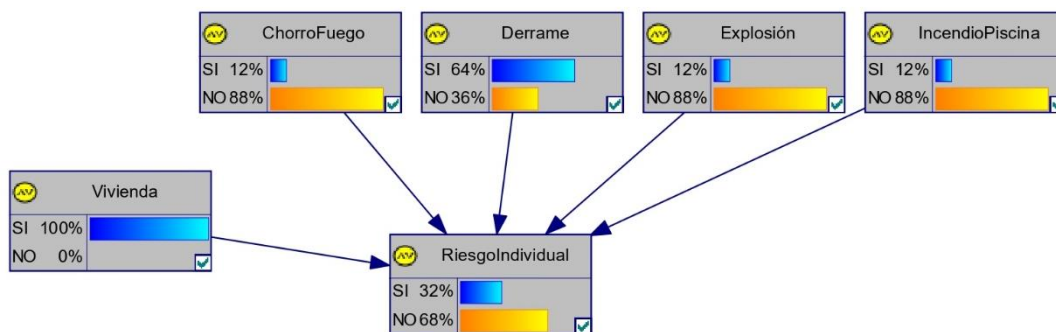 ChorroFuego
SI 12%
NO 88%
Derrame
SI 64%
NO 36%
Explosión
SI 12%
NO 88%
IncendioPiscina
SI 12%
NO 88%
Vivienda
SI 100%
NO 0%
RiesgoIndividual
SI 32%
NO 68%